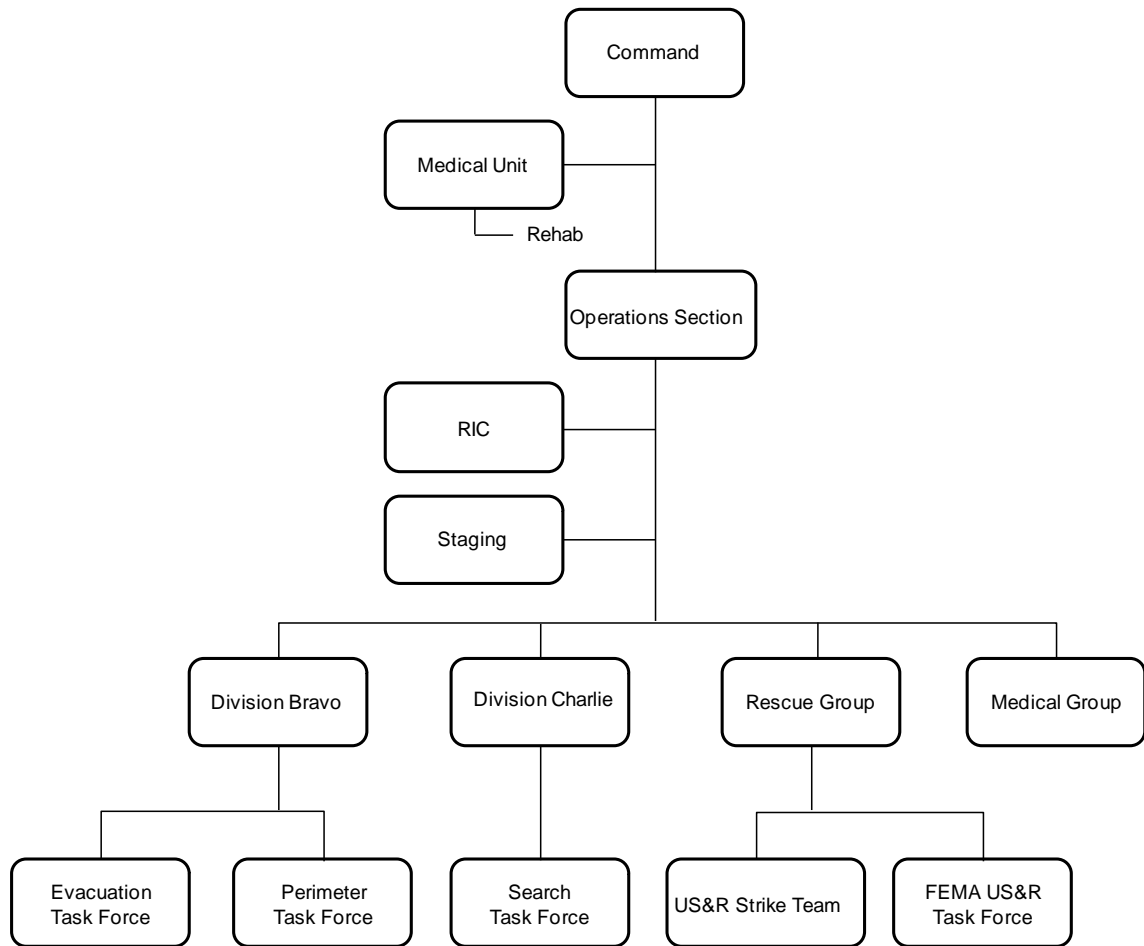 Command
Medical Unit
Rehab
Operations Section
RIC
Staging
Division Bravo
Division Charlie
Rescue Group
Medical Group
Evacuation
Task Force
Perimeter
Task Force
Search
Task Force
US&R Strike Team
FEMA US&R
Task Force